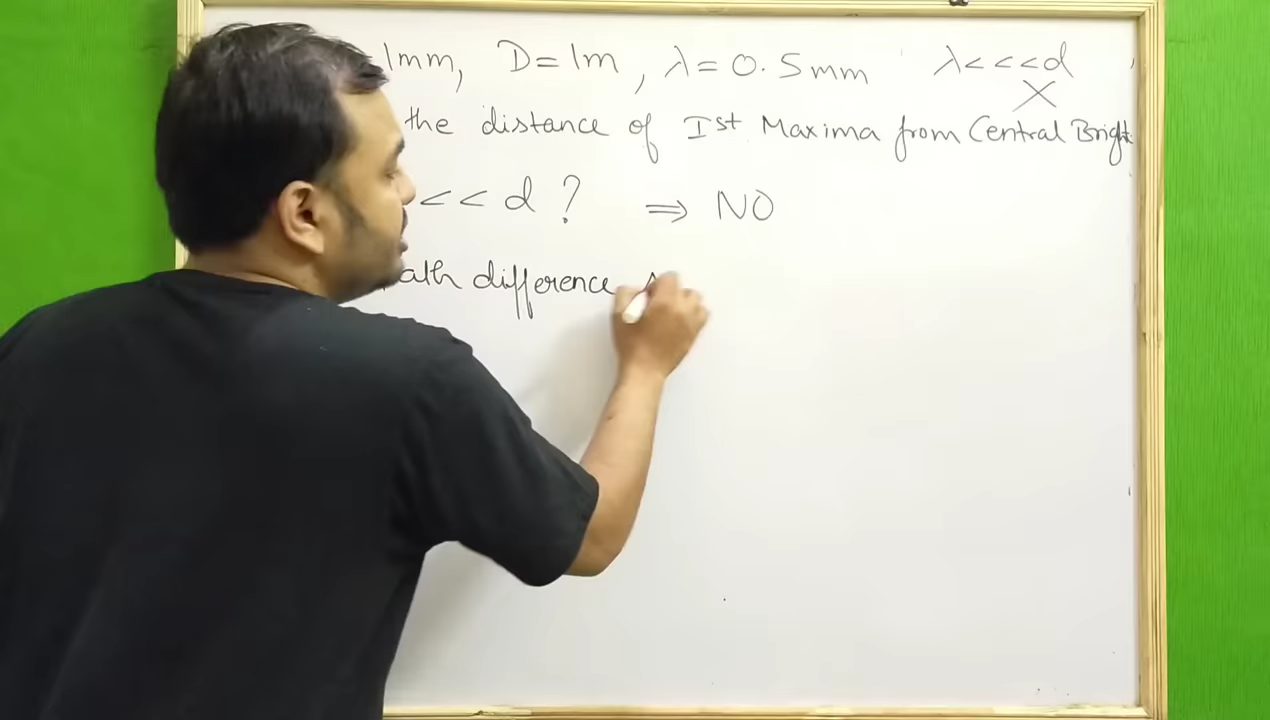 1mm, D=1m, λ=0.5mm λ<<<d
X
the distance of Ist Maxima from Central Bright
<< d ? ⇒ NO
ath difference